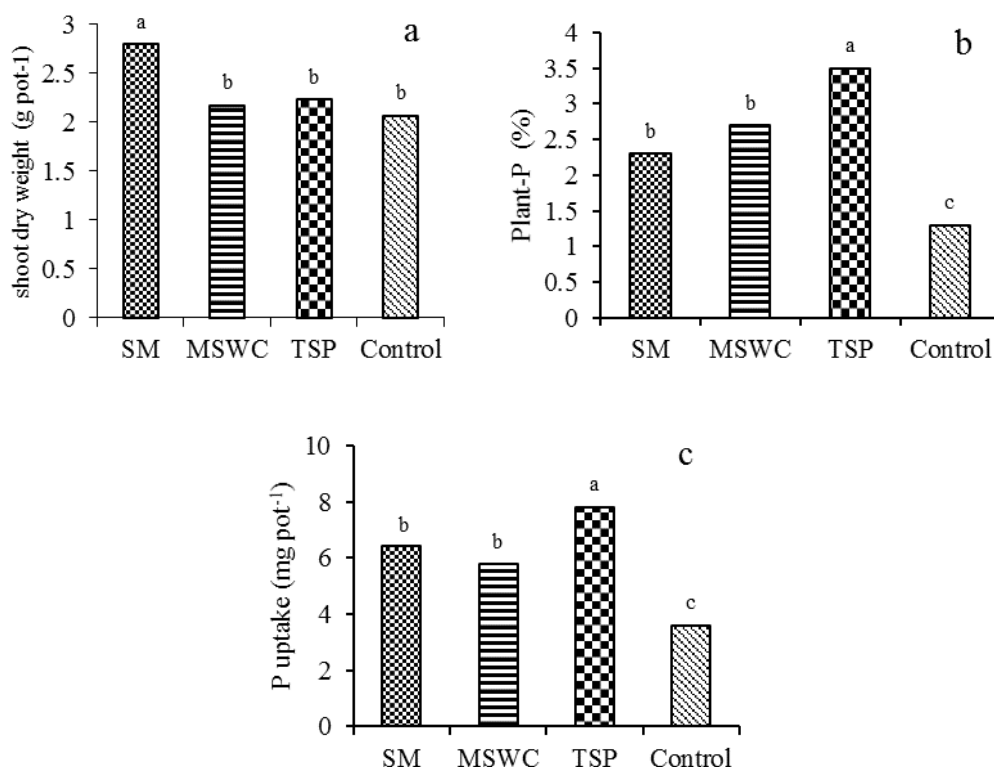 a
shoot dry weight (g pot-1)
3
2.5
2
1.5
1
0.5
0
a
b
b
b
SM MSWC TSP Control
b
Plant-P (%)
4
3.5
3
2.5
2
1.5
1
0.5
0
b
b
a
c
SM MSWC TSP Control
c
P uptake (mg pot-1)
10
8
6
4
2
0
b
b
a
c
SM MSWC TSP Control